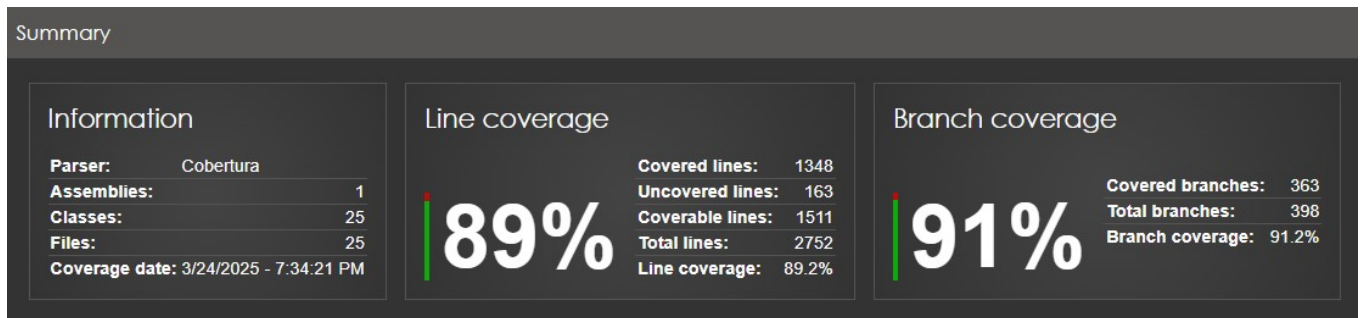 Summary
Information
Parser: Cobertura
Assemblies: 1
Classes: 25
Files: 25
Coverage date: 3/24/2025 - 7:34:21 PM
Line coverage
89%
Covered lines: 1348
Uncovered lines: 163
Coverable lines: 1511
Total lines: 2752
Line coverage: 89.2%
Branch coverage
91%
Covered branches: 363
Total branches: 398
Branch coverage: 91.2%